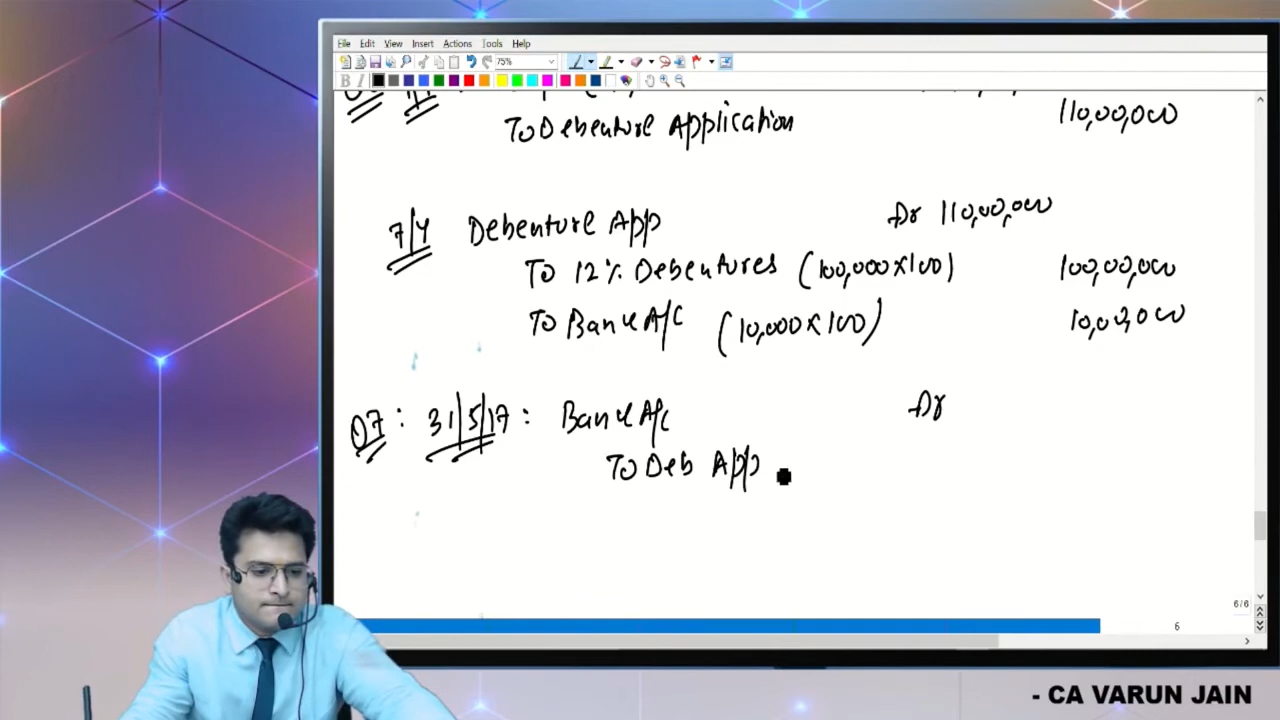 File Edit View Insert Actions Tools Help
75%
B I
To Debenture Application 110,00,000
7/4 Debenture App Dr 110,00,000
To 12% Debentures (100,000×100) 100,00,000
To Bank A/c (10,000×100) 10,00,000
Q7: 31/5/17: Bank A/c Dr
To Deb App
6/6
6
- CA VARUN JAIN